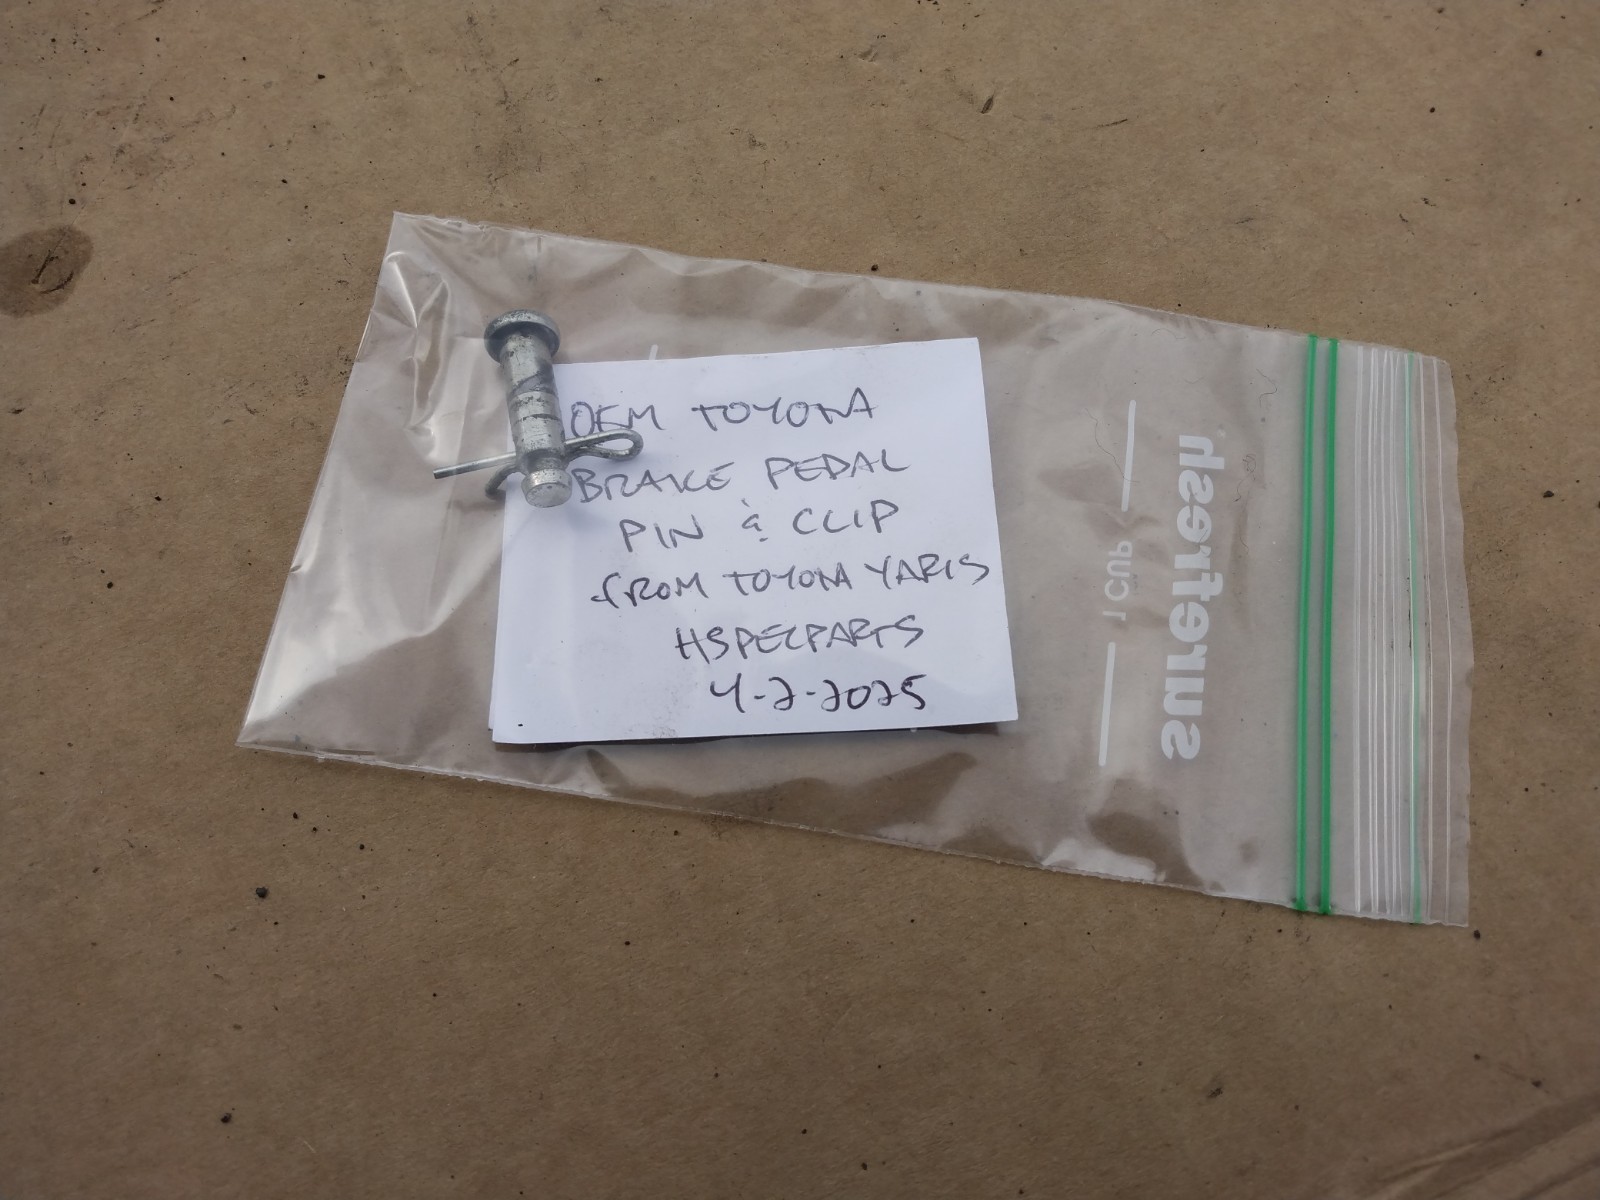 OEM TOYOTA
BRAKE PEDAL
PIN & CLIP
FROM TOYOTA YARIS
HSPECPARTS
4-2-2025
1 CUP
surefresh